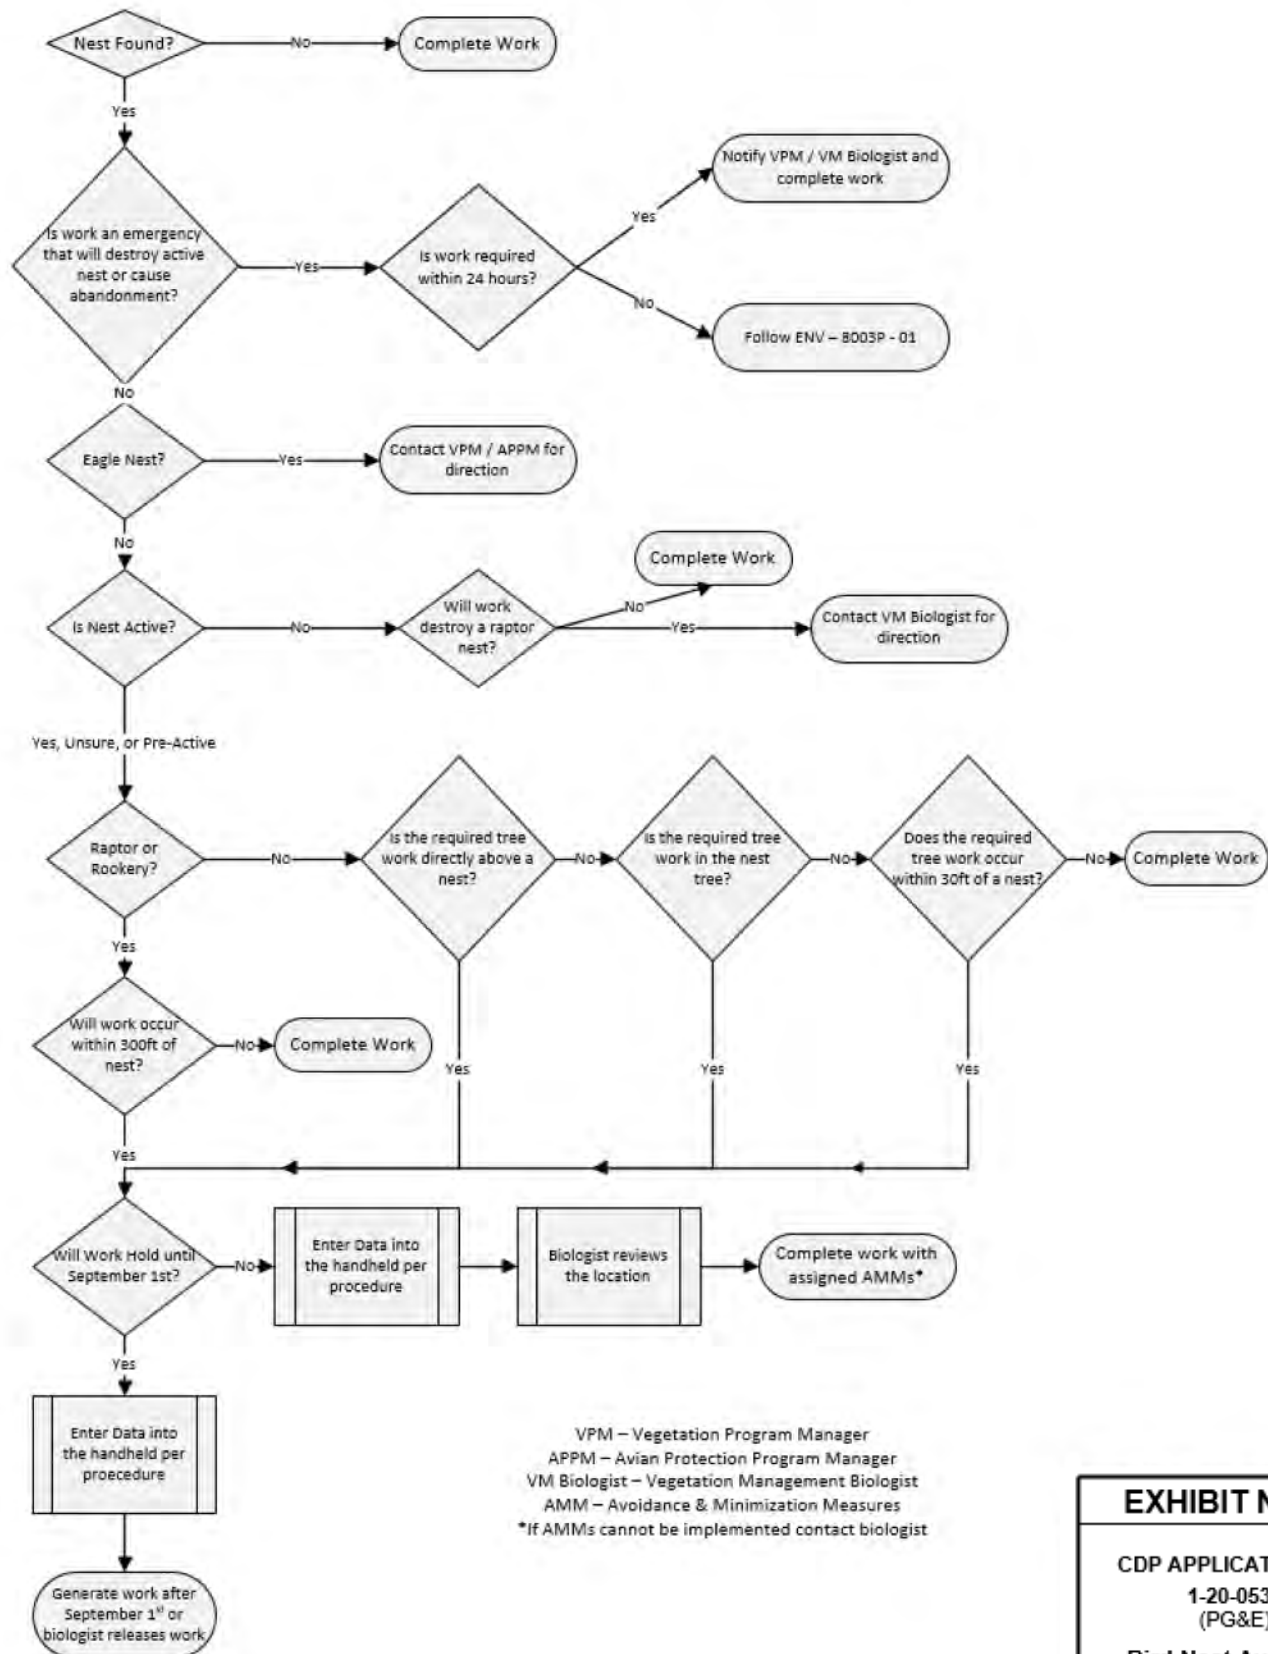 Nest Found?
No
Complete Work
Yes
Is work an emergency
that will destroy active
nest or cause
abandonment?
Yes
Is work required
within 24 hours?
Yes
Notify VPM / VM Biologist and
complete work
No
Follow ENV – 8003P - 01
No
Eagle Nest?
Yes
Contact VPM / APPM for
direction
No
Is Nest Active?
No
Will work
destroy a raptor
nest?
No
Complete Work
Yes
Contact VM Biologist for
direction
Yes, Unsure, or Pre-Active
Raptor or
Rookery?
No
Is the required tree
work directly above a
nest?
No
Is the required tree
work in the nest
tree?
No
Does the required
tree work occur
within 30ft of a nest?
No
Complete Work
Yes
Will work occur
within 300ft of
nest?
No
Complete Work
Yes
Yes
Yes
Yes
Will Work Hold until
September 1st?
No
Enter Data into
the handheld per
procedure
Biologist reviews
the location
Complete work with
assigned AMMs*
Yes
Enter Data into
the handheld per
proecedure
Generate work after
September 1st or
biologist releases work
VPM – Vegetation Program Manager
APPM – Avian Protection Program Manager
VM Biologist – Vegetation Management Biologist
AMM – Avoidance & Minimization Measures
*If AMMs cannot be implemented contact biologist
EXHIBIT
CDP
1-20-053
(PG&E)